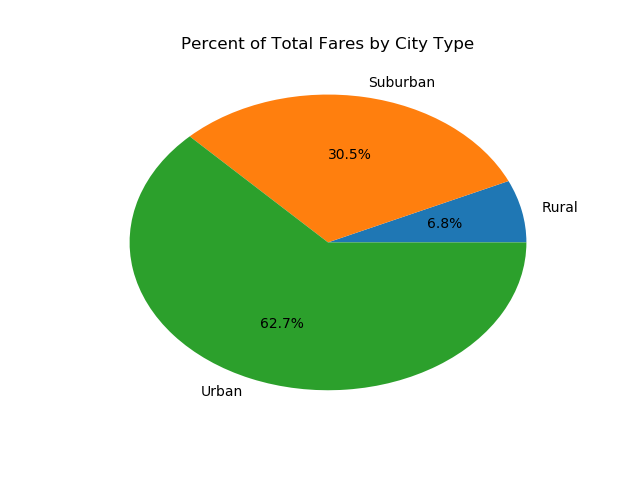 Percent of Total Fares by City Type
Suburban
30.5%
Rural
6.8%
62.7%
Urban